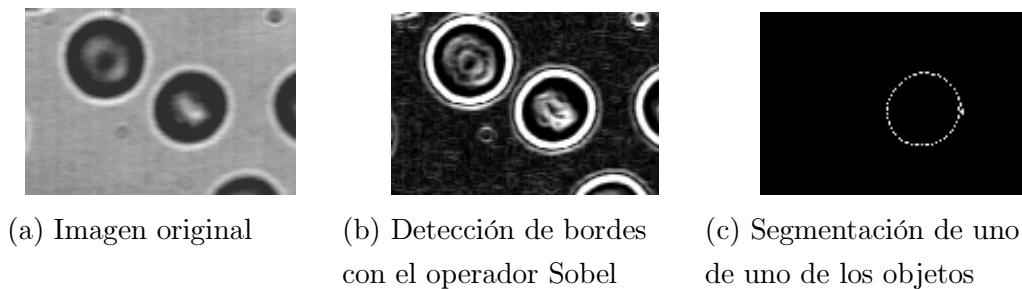 (a) Imagen original
(b) Detección de bordes
con el operador Sobel
(c) Segmentación de uno
de uno de los objetos